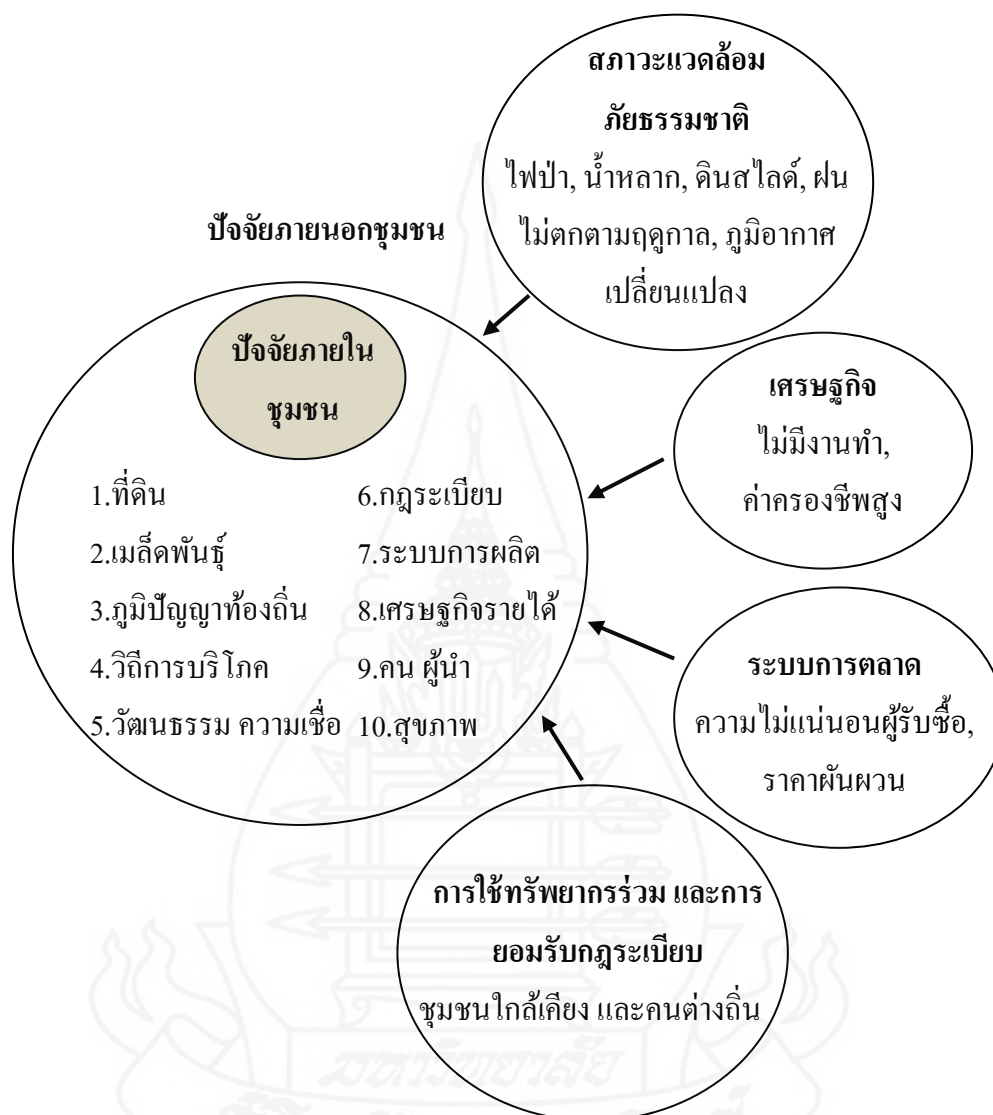 สภาวะแวดล้อม
ภัยธรรมชาติ
ไฟป่า, น้ำหลาก, ดินสไลด์, ฝน
ไม่ตกตามฤดูกาล, ภูมิอากาศ
เปลี่ยนแปลง
ปัจจัยภายนอกชุมชน
ปัจจัยภายใน
ชุมชน
1.ที่ดิน
2.เมล็ดพันธุ์
3.ภูมิปัญญาท้องถิ่น
4.วิถีการบริโภค
5.วัฒนธรรม ความเชื่อ
6.กฎระเบียบ
7.ระบบการผลิต
8.เศรษฐกิจรายได้
9.คน ผู้นำ
10.สุขภาพ
เศรษฐกิจ
ไม่มีงานทำ,
ค่าครองชีพสูง
ระบบการตลาด
ความไม่แน่นอนผู้รับซื้อ,
ราคาผันผวน
การใช้ทรัพยากรร่วม และการ
ยอมรับกฎระเบียบ
ชุมชนใกล้เคียง และคนต่างถิ่น
มหาวิทยาลัย